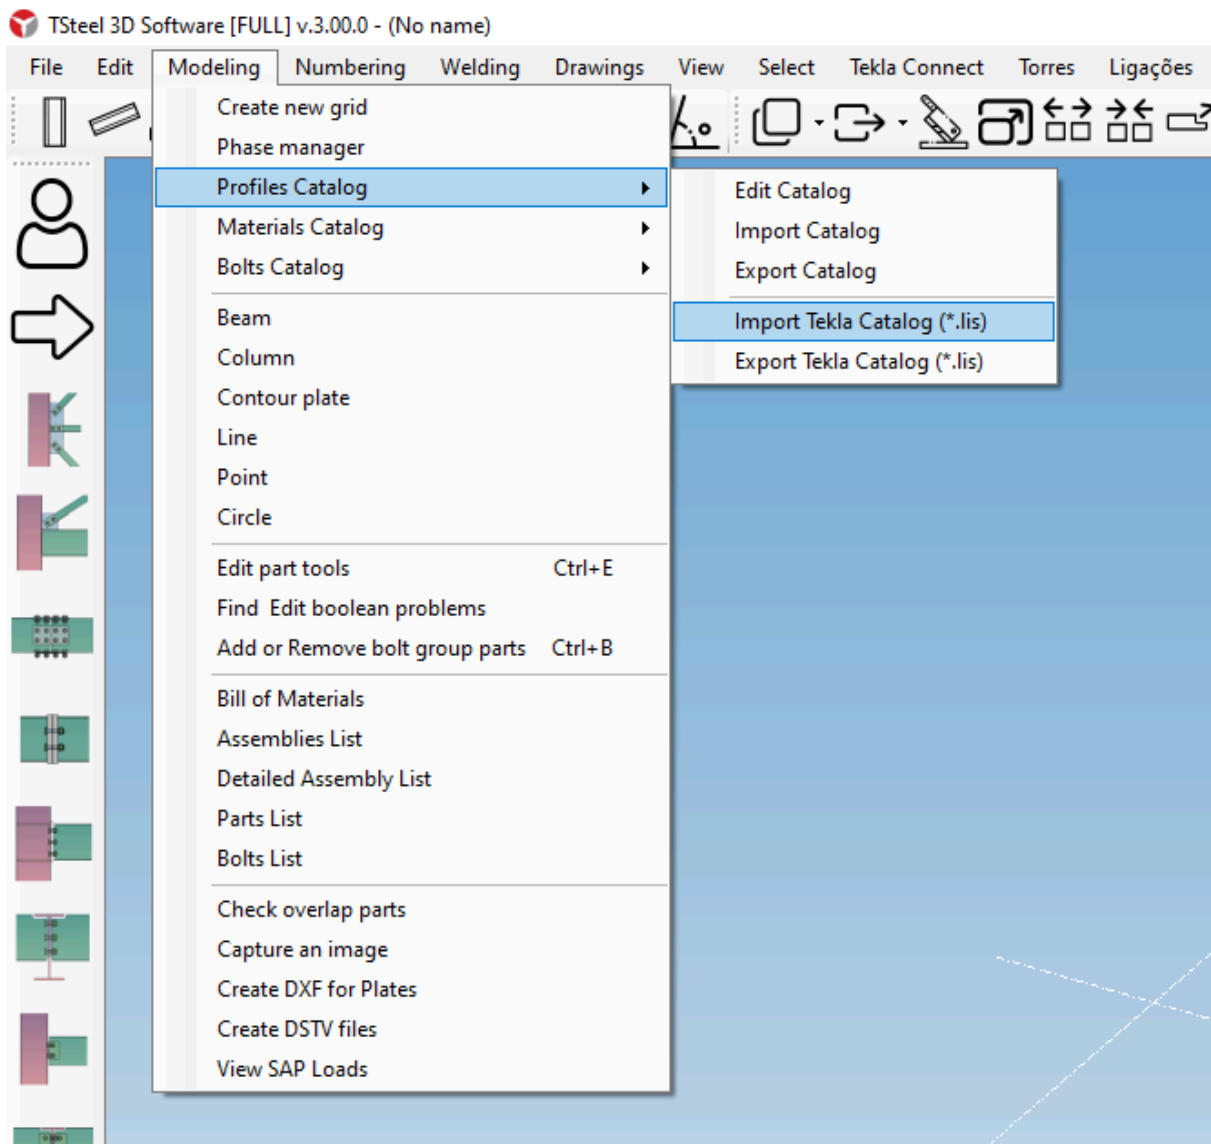 TSteel 3D Software [FULL] v.3.00.0 - (No name)
File Edit Modeling Numbering Welding Drawings View Select Tekla Connect Torres Ligações
Create new grid
Phase manager
Profiles Catalog
Edit Catalog
Materials Catalog
Import Catalog
Bolts Catalog
Export Catalog
Beam
Import Tekla Catalog (*.lis)
Column
Export Tekla Catalog (*.lis)
Contour plate
Line
Point
Circle
Edit part tools Ctrl+E
Find  Edit boolean problems
Add or Remove bolt group parts Ctrl+B
Bill of Materials
Assemblies List
Detailed Assembly List
Parts List
Bolts List
Check overlap parts
Capture an image
Create DXF for Plates
Create DSTV files
View SAP Loads